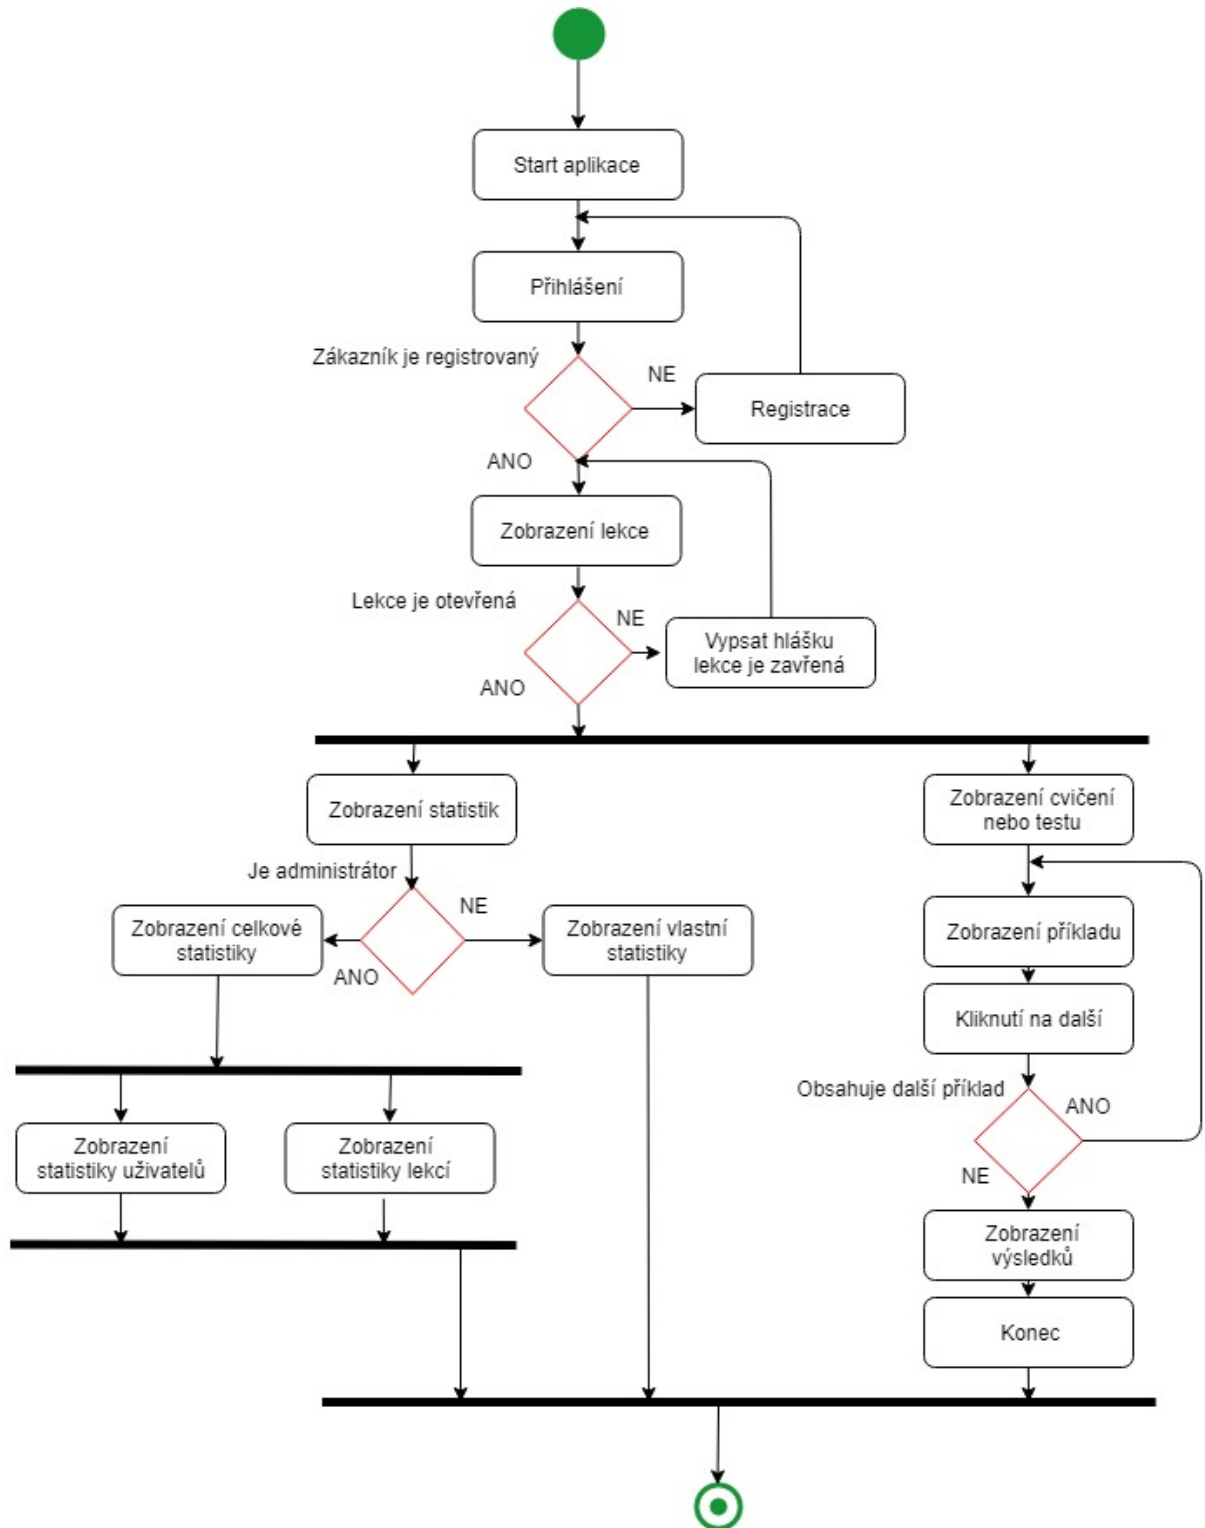 Start aplikace
Přihlášení
Zákazník je registrovaný
NE
Registrace
ANO
Zobrazení lekce
Lekce je otevřená
NE
Vypsat hlášku
lekce je zavřená
ANO
Zobrazení statistik
Zobrazení cvičení
nebo testu
Je administrátor
NE
Zobrazení celkové
statistiky
ANO
Zobrazení vlastní
statistiky
Zobrazení příkladu
Kliknutí na další
Obsahuje další příklad
ANO
NE
Zobrazení
statistiky uživatelů
Zobrazení
statistiky lekcí
Zobrazení
výsledků
Konec